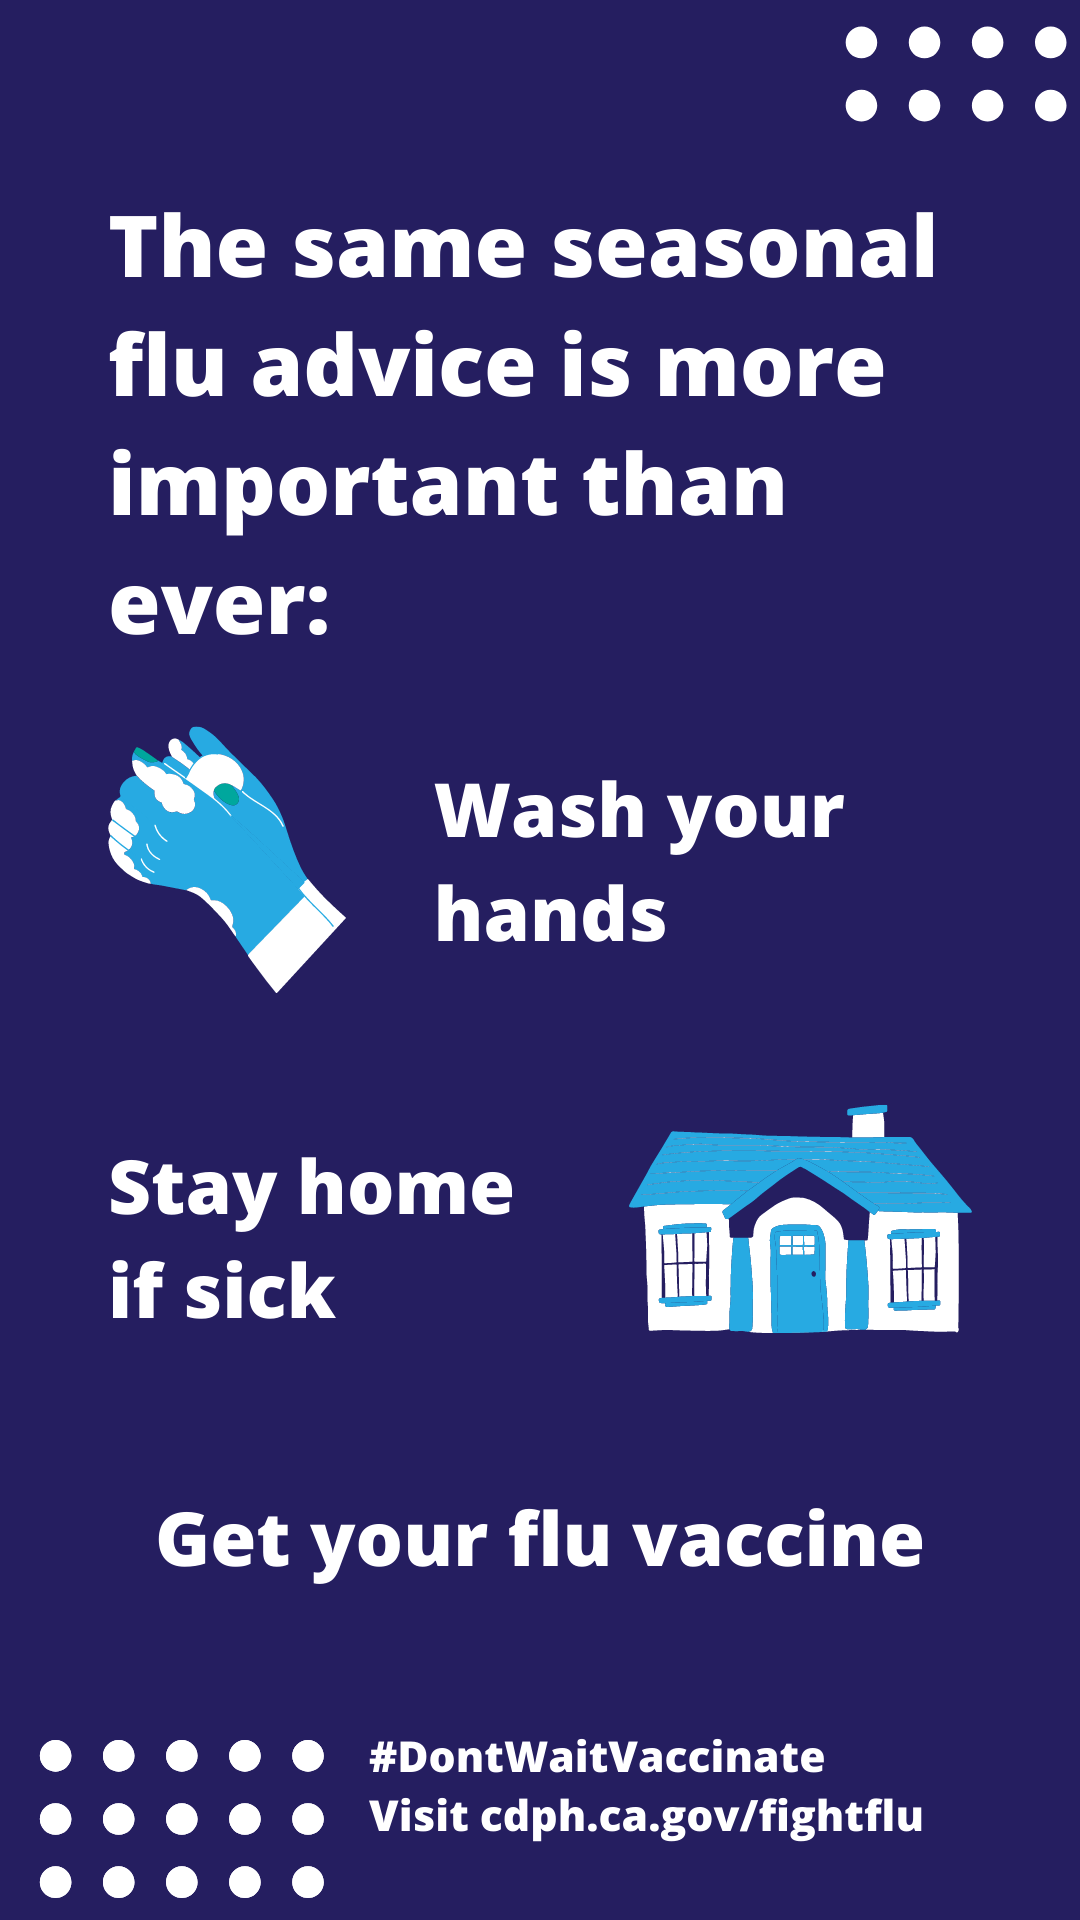 The same seasonal
flu advice is more
important than
ever:
Wash your
hands
Stay home
if sick
Get your flu vaccine
#DontWaitVaccinate
Visit cdph.ca.gov/fightflu